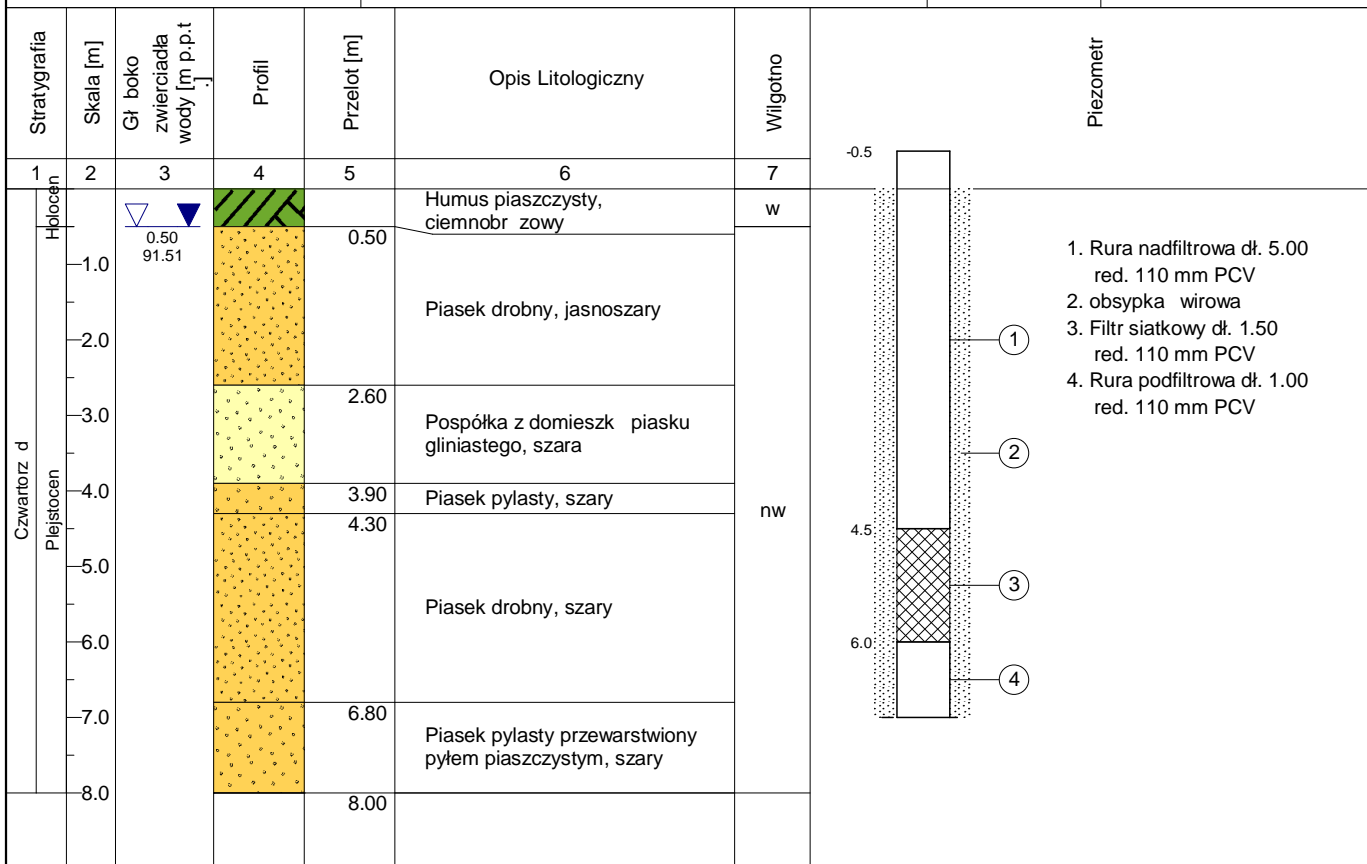 Stratygrafia
Skala [m]
Gł boko
zwierciadła
wody [m p.p.t
.]
Profil
Przelot [m]
Opis Litologiczny
Wilgotno
Piezometr
1
2
3
4
5
6
7
Czwartorz d
Holocen
Plejstocen
0.50
91.51
1.0
2.0
3.0
4.0
5.0
6.0
7.0
8.0
0.50
2.60
3.90
4.30
6.80
8.00
Humus piaszczysty,
ciemnobr zowy
Piasek drobny, jasnoszary
Pospółka z domieszk piasku
gliniastego, szara
Piasek pylasty, szary
Piasek drobny, szary
Piasek pylasty przewarstwiony
pyłem piaszczystym, szary
w
nw
-0.5
4.5
6.0
1
2
3
4
1. Rura nadfiltrowa dł. 5.00
red. 110 mm PCV
2. obsypka wirowa
3. Filtr siatkowy dł. 1.50
red. 110 mm PCV
4. Rura podfiltrowa dł. 1.00
red. 110 mm PCV